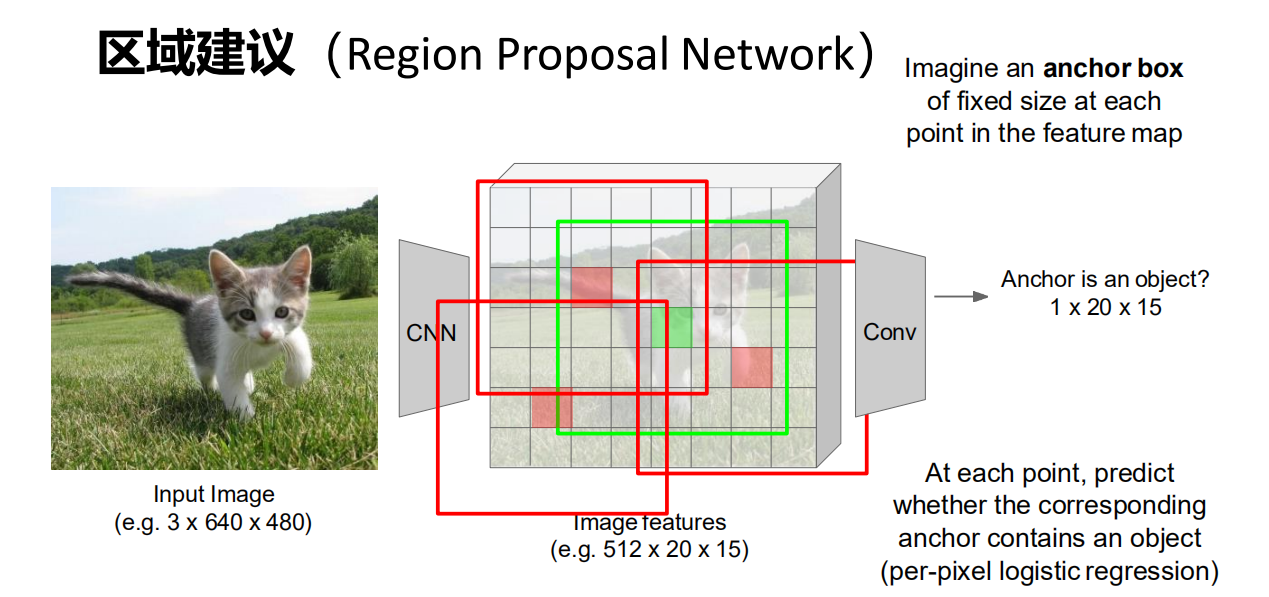 区域建议（Region Proposal Network）
Imagine an anchor box
of fixed size at each
point in the feature map
CNN
Conv
Anchor is an object?
1 x 20 x 15
Input Image
(e.g. 3 x 640 x 480)
Image features
(e.g. 512 x 20 x 15)
At each point, predict
whether the corresponding
anchor contains an object
(per-pixel logistic regression)